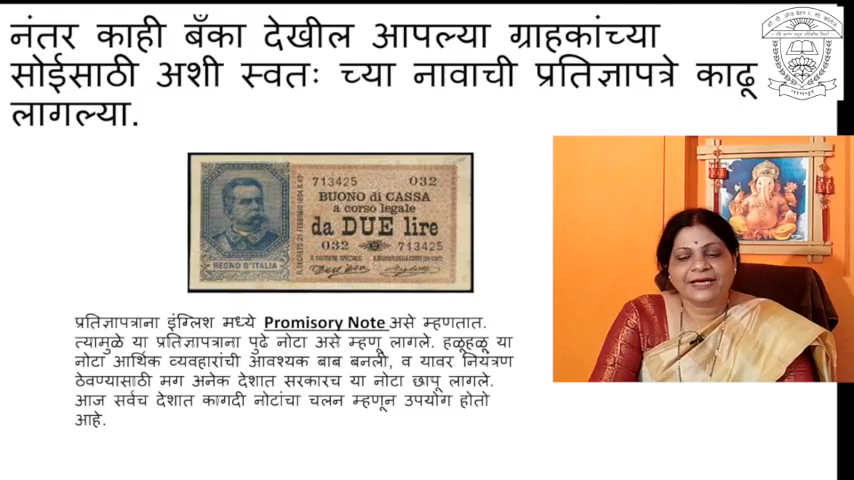 नंतर काही बँका देखील आपल्या ग्राहकांच्या
सोईसाठी अशी स्वतः च्या नावाची प्रतिज्ञापत्रे काढू
लागल्या.
713425 032
BUONO di CASSA
a corso legale
da DUE lire
032 713425
REGNO D'ITALIA
प्रतिज्ञापत्राना इंग्लिश मध्ये Promisory Note असे म्हणतात.
त्यामुळे या प्रतिज्ञापत्राना पुढे नोटा असे म्हणू लागले. हळूहळू या
नोटा आर्थिक व्यवहारांची आवश्यक बाब बनली, व यावर नियंत्रण
ठेवण्यासाठी मग अनेक देशात सरकारच या नोटा छापू लागले.
आज सर्वच देशात कागदी नोटांचा चलन म्हणून उपयोग होतो
आहे.
नागपूर